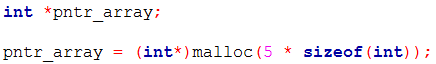 int *pntr_array;
pntr_array = (int*)malloc(5 * sizeof(int));